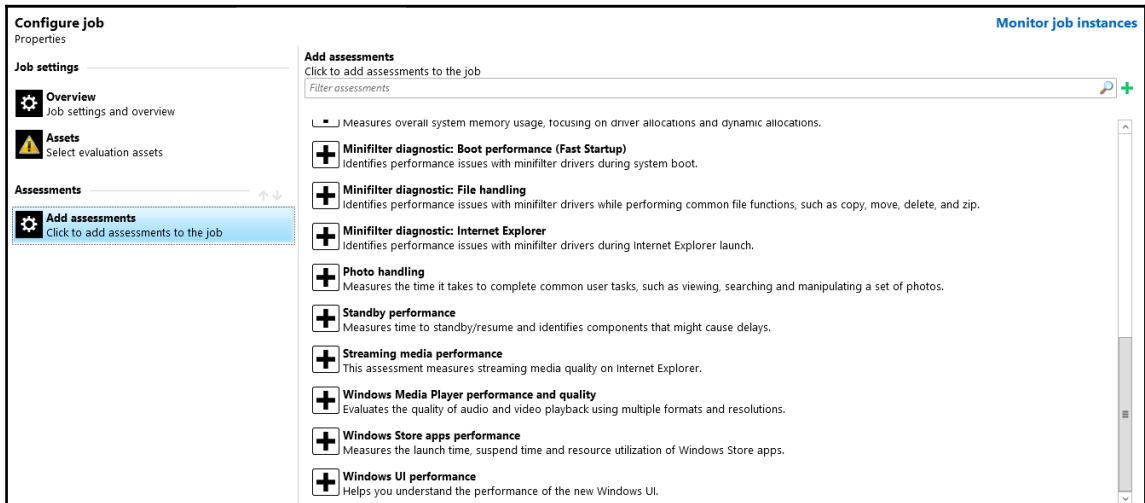 Configure job
Properties
Monitor job instances
Job settings
Overview
Job settings and overview
Assets
Select evaluation assets
Assessments
Add assessments
Click to add assessments to the job
Add assessments
Click to add assessments to the job
Filter assessments
Measures overall system memory usage, focusing on driver allocations and dynamic allocations.
Minifilter diagnostic: Boot performance (Fast Startup)
Identifies performance issues with minifilter drivers during system boot.
Minifilter diagnostic: File handling
Identifies performance issues with minifilter drivers while performing common file functions, such as copy, move, delete, and zip.
Minifilter diagnostic: Internet Explorer
Identifies performance issues with minifilter drivers during Internet Explorer launch.
Photo handling
Measures the time it takes to complete common user tasks, such as viewing, searching and manipulating a set of photos.
Standby performance
Measures time to standby/resume and identifies components that might cause delays.
Streaming media performance
This assessment measures streaming media quality on Internet Explorer.
Windows Media Player performance and quality
Evaluates the quality of audio and video playback using multiple formats and resolutions.
Windows Store apps performance
Measures the launch time, suspend time and resource utilization of Windows Store apps.
Windows UI performance
Helps you understand the performance of the new Windows UI.